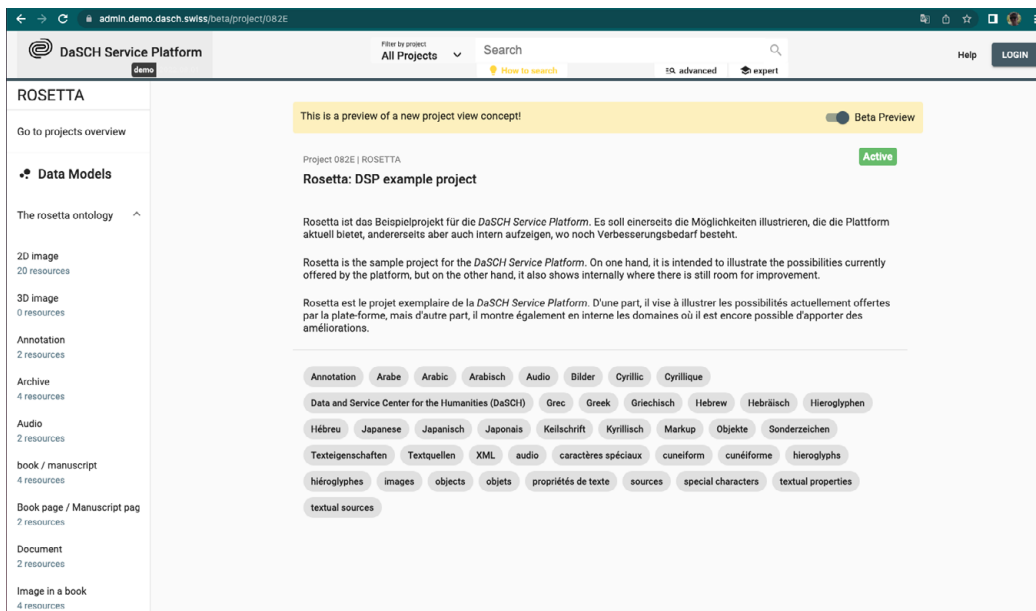 admin.demo.dasch.swiss/beta/project/082E
DaSCH Service Platform
demo
Filter by project
All Projects
Search
How to search
advanced
expert
Help
LOGIN
ROSETTA
Go to projects overview
Data Models
The rosetta ontology
2D image
20 resources
3D image
0 resources
Annotation
2 resources
Archive
4 resources
Audio
2 resources
book / manuscript
4 resources
Book page / Manuscript pag
2 resources
Document
2 resources
Image in a book
4 resources
This is a preview of a new project view concept!
Beta Preview
Project 082E | ROSETTA
Active
Rosetta: DSP example project
Rosetta ist das Beispielprojekt für die DaSCH Service Platform. Es soll einerseits die Möglichkeiten illustrieren, die die Plattform
aktuell bietet, andererseits aber auch intern aufzeigen, wo noch Verbesserungsbedarf besteht.
Rosetta is the sample project for the DaSCH Service Platform. On one hand, it is intended to illustrate the possibilities currently
offered by the platform, but on the other hand, it also shows internally where there is still room for improvement.
Rosetta est le projet exemplaire de la DaSCH Service Platform. D'une part, il vise à illustrer les possibilités actuellement offertes
par la plate-forme, mais d'autre part, il montre également en interne les domaines où il est encore possible d'apporter des
améliorations.
Annotation Arabe Arabic Arabisch Audio Bilder Cyrillic Cyrillique
Data and Service Center for the Humanities (DaSCH) Grec Greek Griechisch Hebrew Hebräisch Hieroglyphen
Hébreu Japanese Japanisch Japonais Keilschrift Kyrillisch Markup Objekte Sonderzeichen
Texteigenschaften Textquellen XML audio caractères spéciaux cuneiform cunéiforme hieroglyphs
hiéroglyphes images objects objets propriétés de texte sources special characters textual properties
textual sources